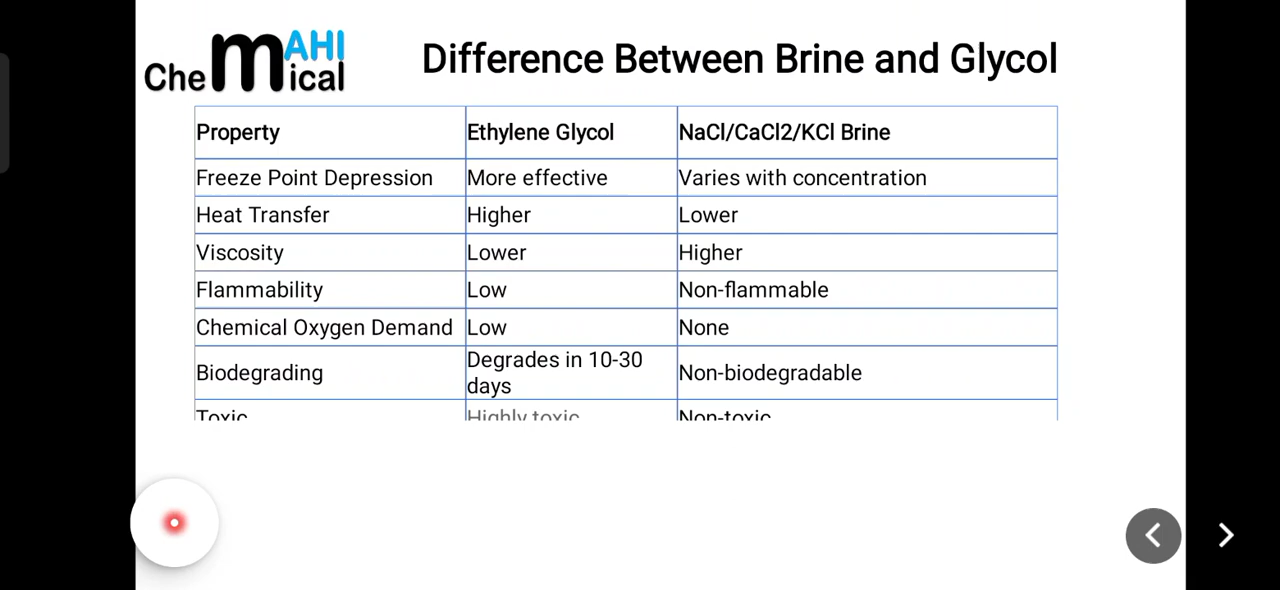 CheMAHIical
Difference Between Brine and Glycol
Property Ethylene Glycol NaCl/CaCl2/KCl Brine
Freeze Point Depression More effective Varies with concentration
Heat Transfer Higher Lower
Viscosity Lower Higher
Flammability Low Non-flammable
Chemical Oxygen Demand Low None
Biodegrading Degrades in 10-30 days Non-biodegradable
Toxic Highly toxic Non-toxic